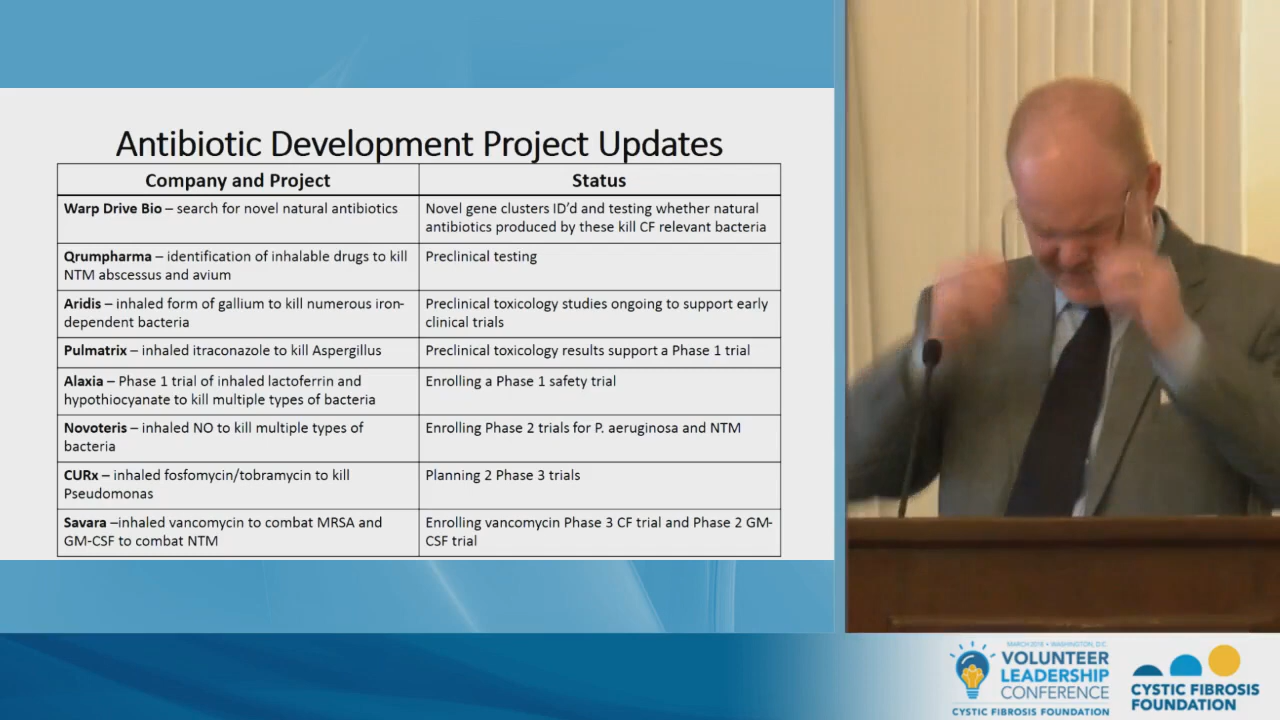 Antibiotic Development Project Updates
Company and Project
Status
Warp Drive Bio – search for novel natural antibiotics
Novel gene clusters ID’d and testing whether natural
antibiotics produced by these kill CF relevant bacteria
Qrumpharma – identification of inhalable drugs to kill
NTM abscessus and avium
Preclinical testing
Aridis – inhaled form of gallium to kill numerous iron-
dependent bacteria
Preclinical toxicology studies ongoing to support early
clinical trials
Pulmatrix – inhaled itraconazole to kill Aspergillus
Preclinical toxicology results support a Phase 1 trial
Alaxia – Phase 1 trial of inhaled lactoferrin and
hypothiocyanate to kill multiple types of bacteria
Enrolling a Phase 1 safety trial
Novoteris – inhaled NO to kill multiple types of
bacteria
Enrolling Phase 2 trials for P. aeruginosa and NTM
CURx – inhaled fosfomycin/tobramycin to kill
Pseudomonas
Planning 2 Phase 3 trials
Savara –inhaled vancomycin to combat MRSA and
GM-CSF to combat NTM
Enrolling vancomycin Phase 3 CF trial and Phase 2 GM-
CSF trial
WASHINGTON, D.C.
VOLUNTEER
LEADERSHIP
CONFERENCE
CYSTIC FIBROSIS FOUNDATION
CYSTIC FIBROSIS
FOUNDATION